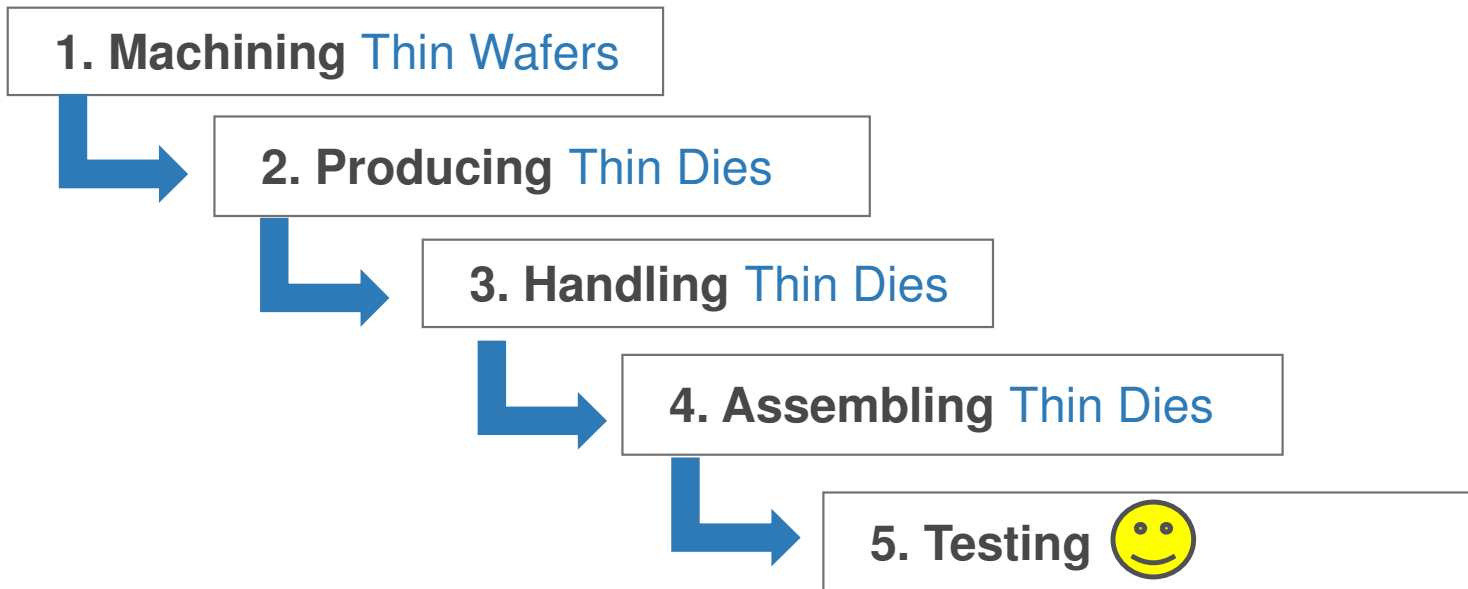 1. Machining Thin Wafers
2. Producing Thin Dies
3. Handling Thin Dies
4. Assembling Thin Dies
5. Testing